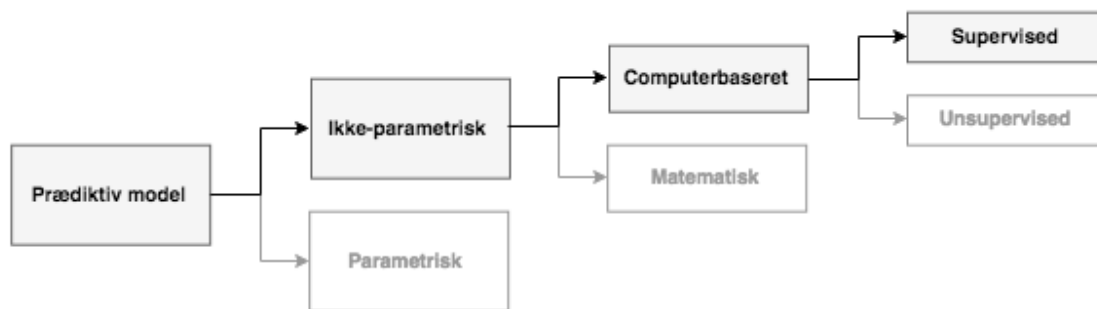 Prædiktiv model
Ikke-parametrisk
Parametrisk
Computerbaseret
Matematisk
Supervised
Unsupervised